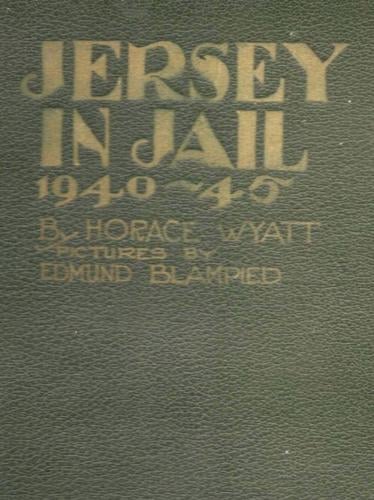 JERSEY
IN JAIL
1940~45
By HORACE WYATT
PICTURES BY
EDMUND BLAMPIED